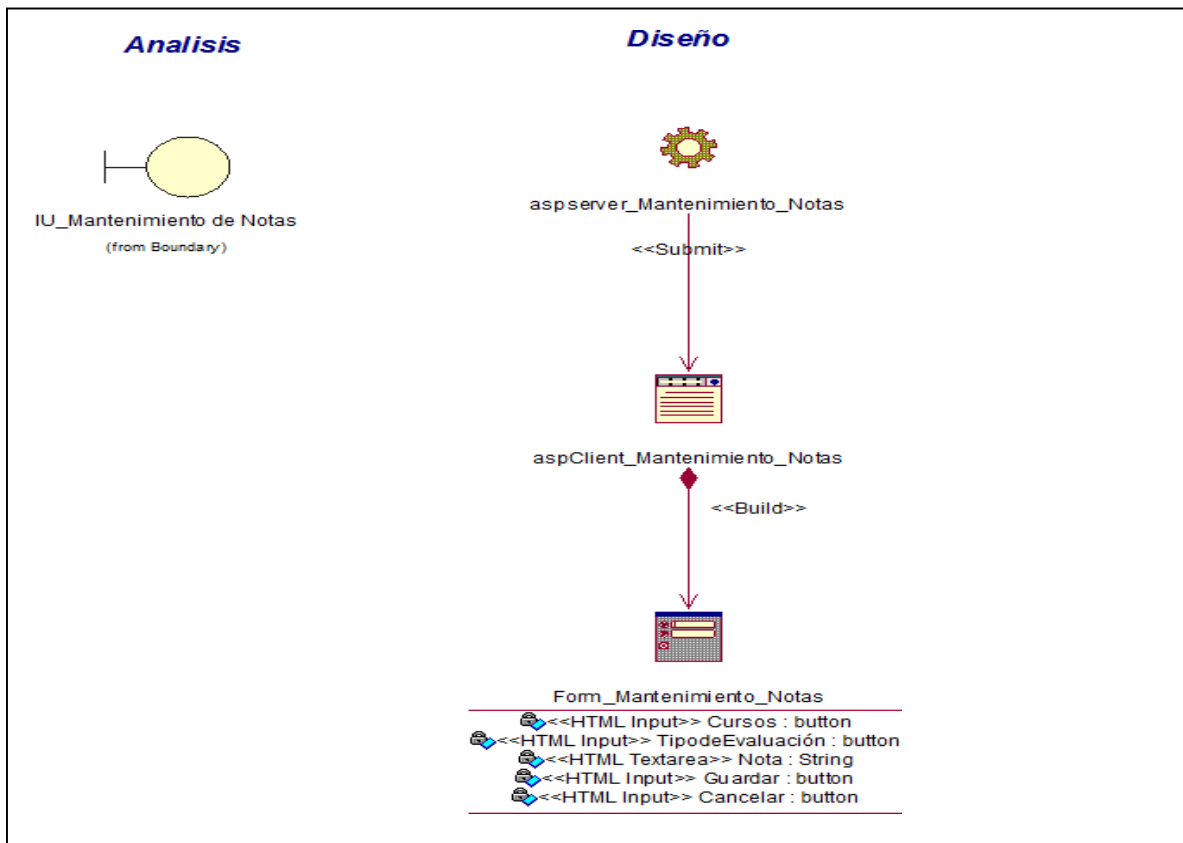 Analisis
Diseño
IU_Mantenimiento de Notas
(from Boundary)
aspserver_Mantenimiento_Notas
<<Submit>>
aspClient_Mantenimiento_Notas
<<Build>>
Form_Mantenimiento_Notas
<<HTML Input>> Cursos : button
<<HTML Input>> TipodeEvaluación : button
<<HTML Textarea>> Nota : String
<<HTML Input>> Guardar : button
<<HTML Input>> Cancelar : button